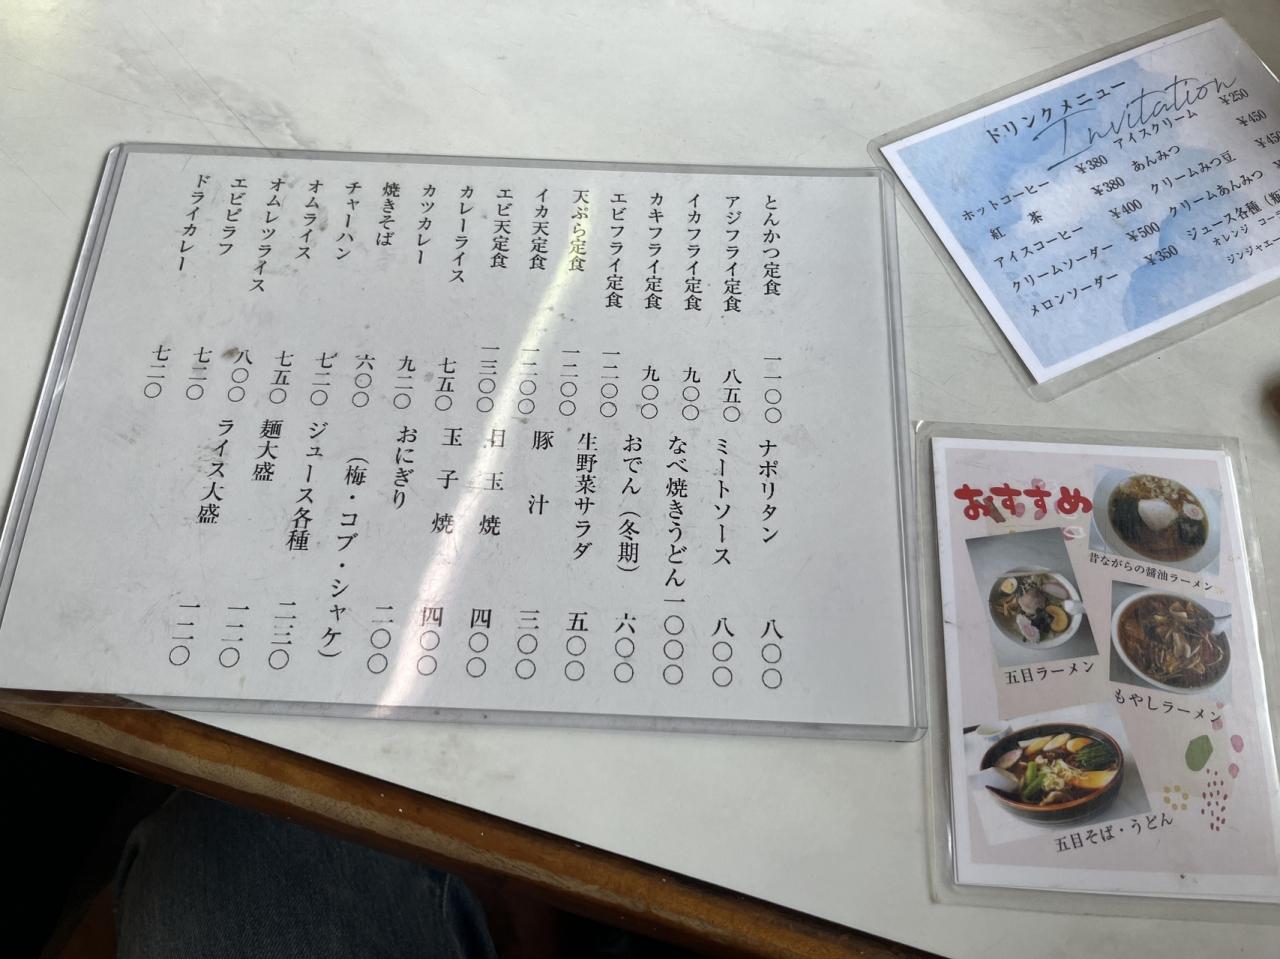 とんかつ定食 一一〇〇
アジフライ定食 八五〇
イカフライ定食 九〇〇
カキフライ定食 九〇〇
エビフライ定食 一二〇〇
天ぷら定食 一二〇〇
イカ天定食 一二〇〇
エビ天定食 一三〇〇
カレーライス 七五〇
カツカレー 九二〇
焼きそば 六〇〇
チャーハン 七二〇
オムライス 七五〇
オムレツライス 八〇〇
エビピラフ 七二〇
ドライカレー 七二〇
ナポリタン 八〇〇
ミートソース 八〇〇
なべ焼きうどん 一〇〇〇
おでん（冬期） 六〇〇
生野菜サラダ 五〇〇
豚汁 三〇〇
目玉焼 四〇〇
玉子焼 四〇〇
おにぎり 二〇〇
（梅・コブ・シャケ）
ジュース各種 二三〇
麺大盛 一二〇
ライス大盛 一二〇
ドリンクメニュー
Invitation
ホットコーヒー ¥380
紅茶 ¥380
アイスコーヒー ¥400
クリームソーダー ¥500
メロンソーダー ¥350
アイスクリーム ¥250
あんみつ ¥450
クリームみつ豆
クリームあんみつ
ジュース各種
オレンジ
ジンジャエー
おすすめ
昔ながらの醤油ラーメン
五目ラーメン
もやしラーメン
五目そば・うどん